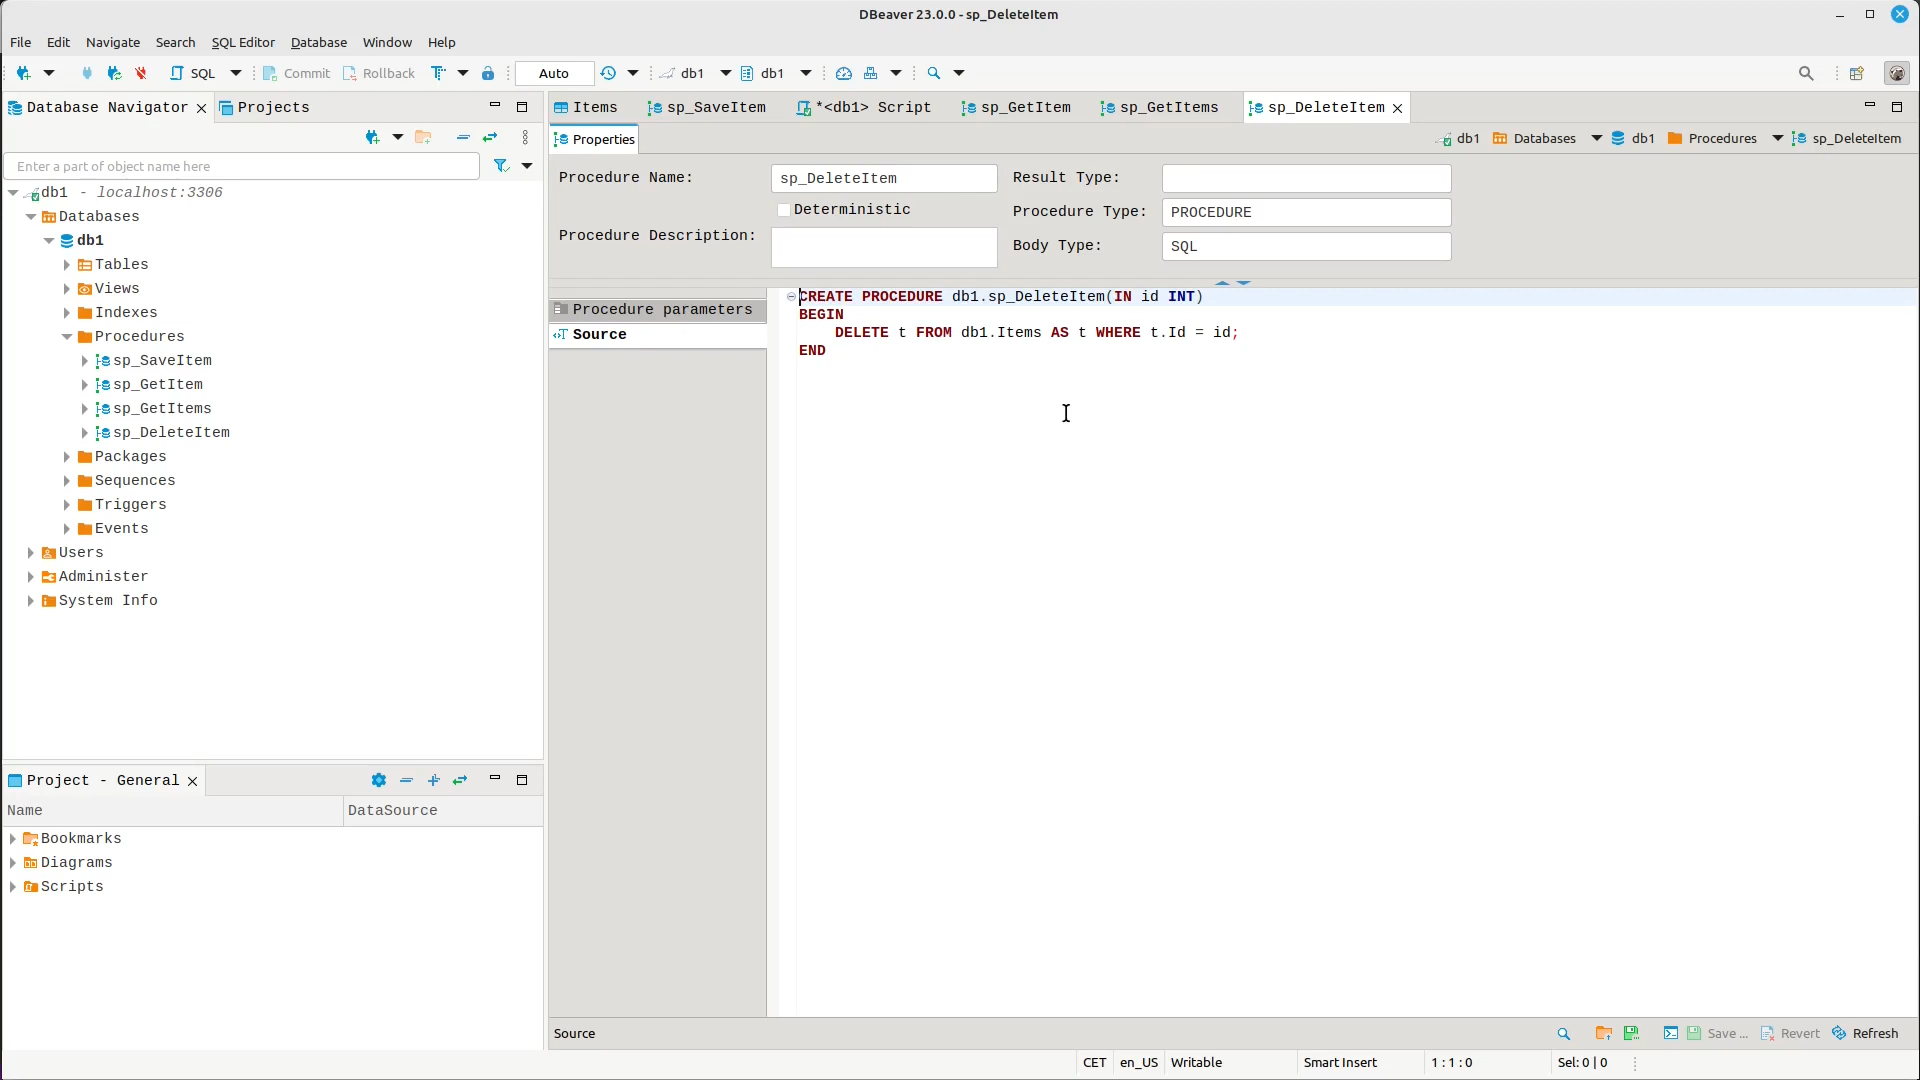 DBeaver 23.0.0 - sp_DeleteItem
File Edit Navigate Search SQL Editor Database Window Help
SQL Commit Rollback Auto db1 db1
Database Navigator Projects
Enter a part of object name here
db1 - localhost:3306
Databases
db1
Tables
Views
Indexes
Procedures
sp_SaveItem
sp_GetItem
sp_GetItems
sp_DeleteItem
Packages
Sequences
Triggers
Events
Users
Administer
System Info
Project - General
Name DataSource
Bookmarks
Diagrams
Scripts
Items sp_SaveItem *<db1> Script sp_GetItem sp_GetItems sp_DeleteItem
Properties db1 Databases db1 Procedures sp_DeleteItem
Procedure Name: sp_DeleteItem Result Type:
Deterministic Procedure Type: PROCEDURE
Procedure Description: Body Type: SQL
Procedure parameters
Source
CREATE PROCEDURE db1.sp_DeleteItem(IN id INT)
BEGIN
DELETE t FROM db1.Items AS t WHERE t.Id = id;
END
Source Save ... Revert Refresh
CET en_US Writable Smart Insert 1 : 1 : 0 Sel: 0 | 0